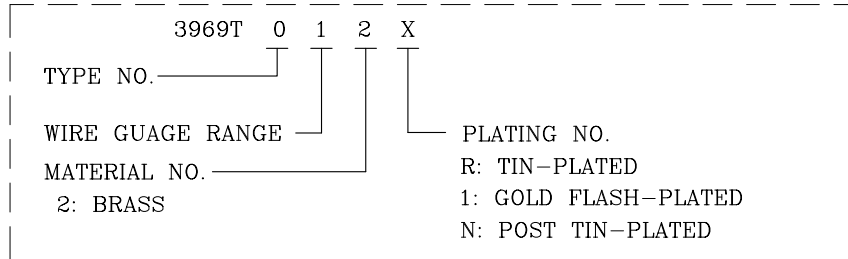 3969T 0 1 2 X
TYPE NO.
WIRE GUAGE RANGE
MATERIAL NO.
2: BRASS
PLATING NO.
R: TIN-PLATED
1: GOLD FLASH-PLATED
N: POST TIN-PLATED